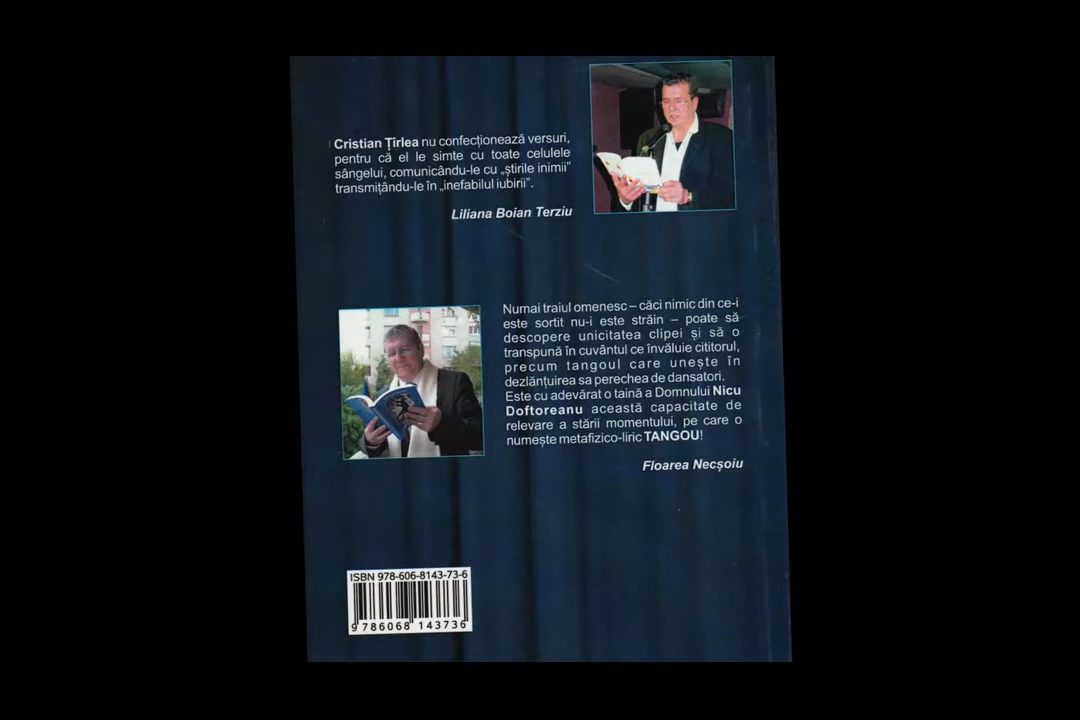 Cristian Țîrlea nu confecționează versuri,
pentru că el le simte cu toate celulele
sângelui, comunicându-le cu „știrile inimii”
transmițându-le în „inefabilul iubirii”.
Liliana Boian Terziu
Numai traiul omenesc – căci nimic din ce-i
este sortit nu-i este străin – poate să
descopere unicitatea clipei și să o
transpună în cuvântul ce învăluie cititorul,
precum tangoul care unește în
dezlănțuirea sa perechea de dansatori.
Este cu adevărat o taină a Domnului Nicu
Doftoreanu această capacitate de
relevare a stării momentului, pe care o
numește metafizico-liric TANGOU!
Floarea Necșoiu
ISBN 978-606-8143-73-6
9 786068 143736